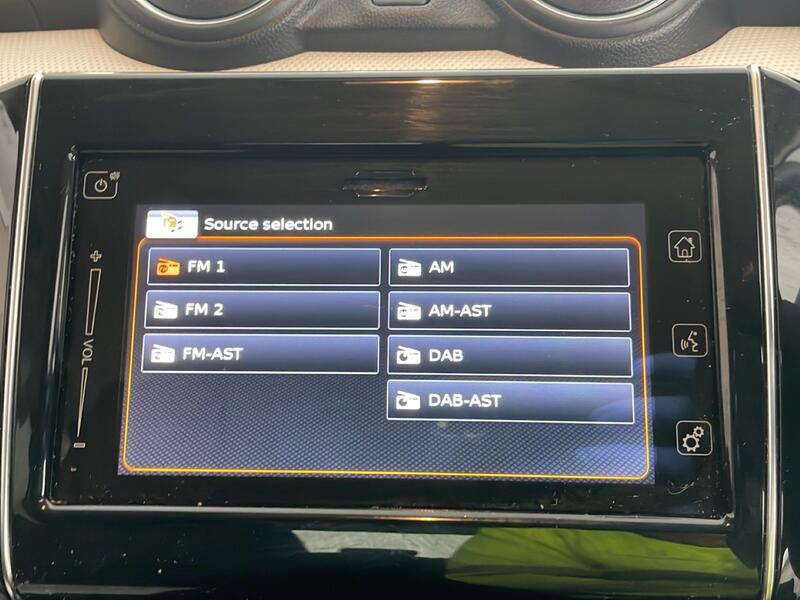 Source selection
FM 1
FM 2
FM-AST
AM
AM-AST
DAB
DAB-AST
+
VOL